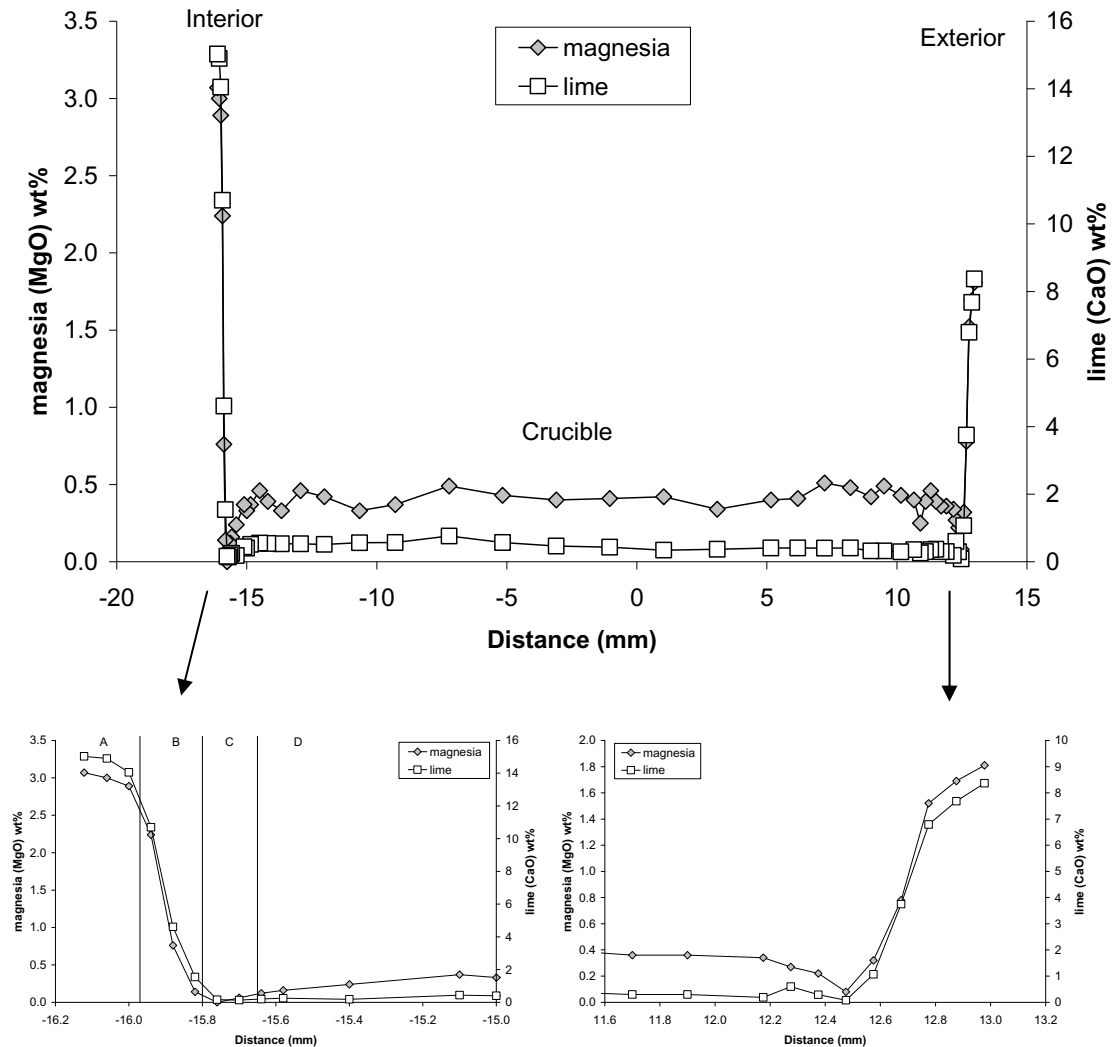 Interior
Exterior
magnesia
lime
Crucible
magnesia (MgO) wt%
3.5
3.0
2.5
2.0
1.5
1.0
0.5
0.0
lime (CaO) wt%
16
14
12
10
8
6
4
2
0
-20 -15 -10 -5 0 5 10 15
Distance (mm)
A B C D
magnesia
lime
magnesia (MgO) wt%
3.5
3.0
2.5
2.0
1.5
1.0
0.5
0.0
lime (CaO) wt%
16
14
12
10
8
6
4
2
0
-16.2 -16.0 -15.8 -15.6 -15.4 -15.2 -15.0
Distance (mm)
magnesia
lime
magnesia (MgO) wt%
2.0
1.8
1.6
1.4
1.2
1.0
0.8
0.6
0.4
0.2
0.0
lime (CaO) wt%
10
9
8
7
6
5
4
3
2
1
0
11.6 11.8 12.0 12.2 12.4 12.6 12.8 13.0 13.2
Distance (mm)